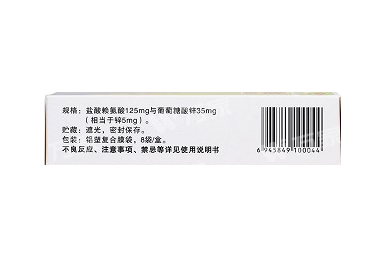 规格：盐酸赖氨酸125mg与葡萄糖酸锌35mg
（相当于锌5mg）。
贮藏：遮光，密封保存。
包装：铝塑复合膜袋，8袋/盒。
不良反应、注意事项、禁忌等详见使用说明书
6 945849 100044